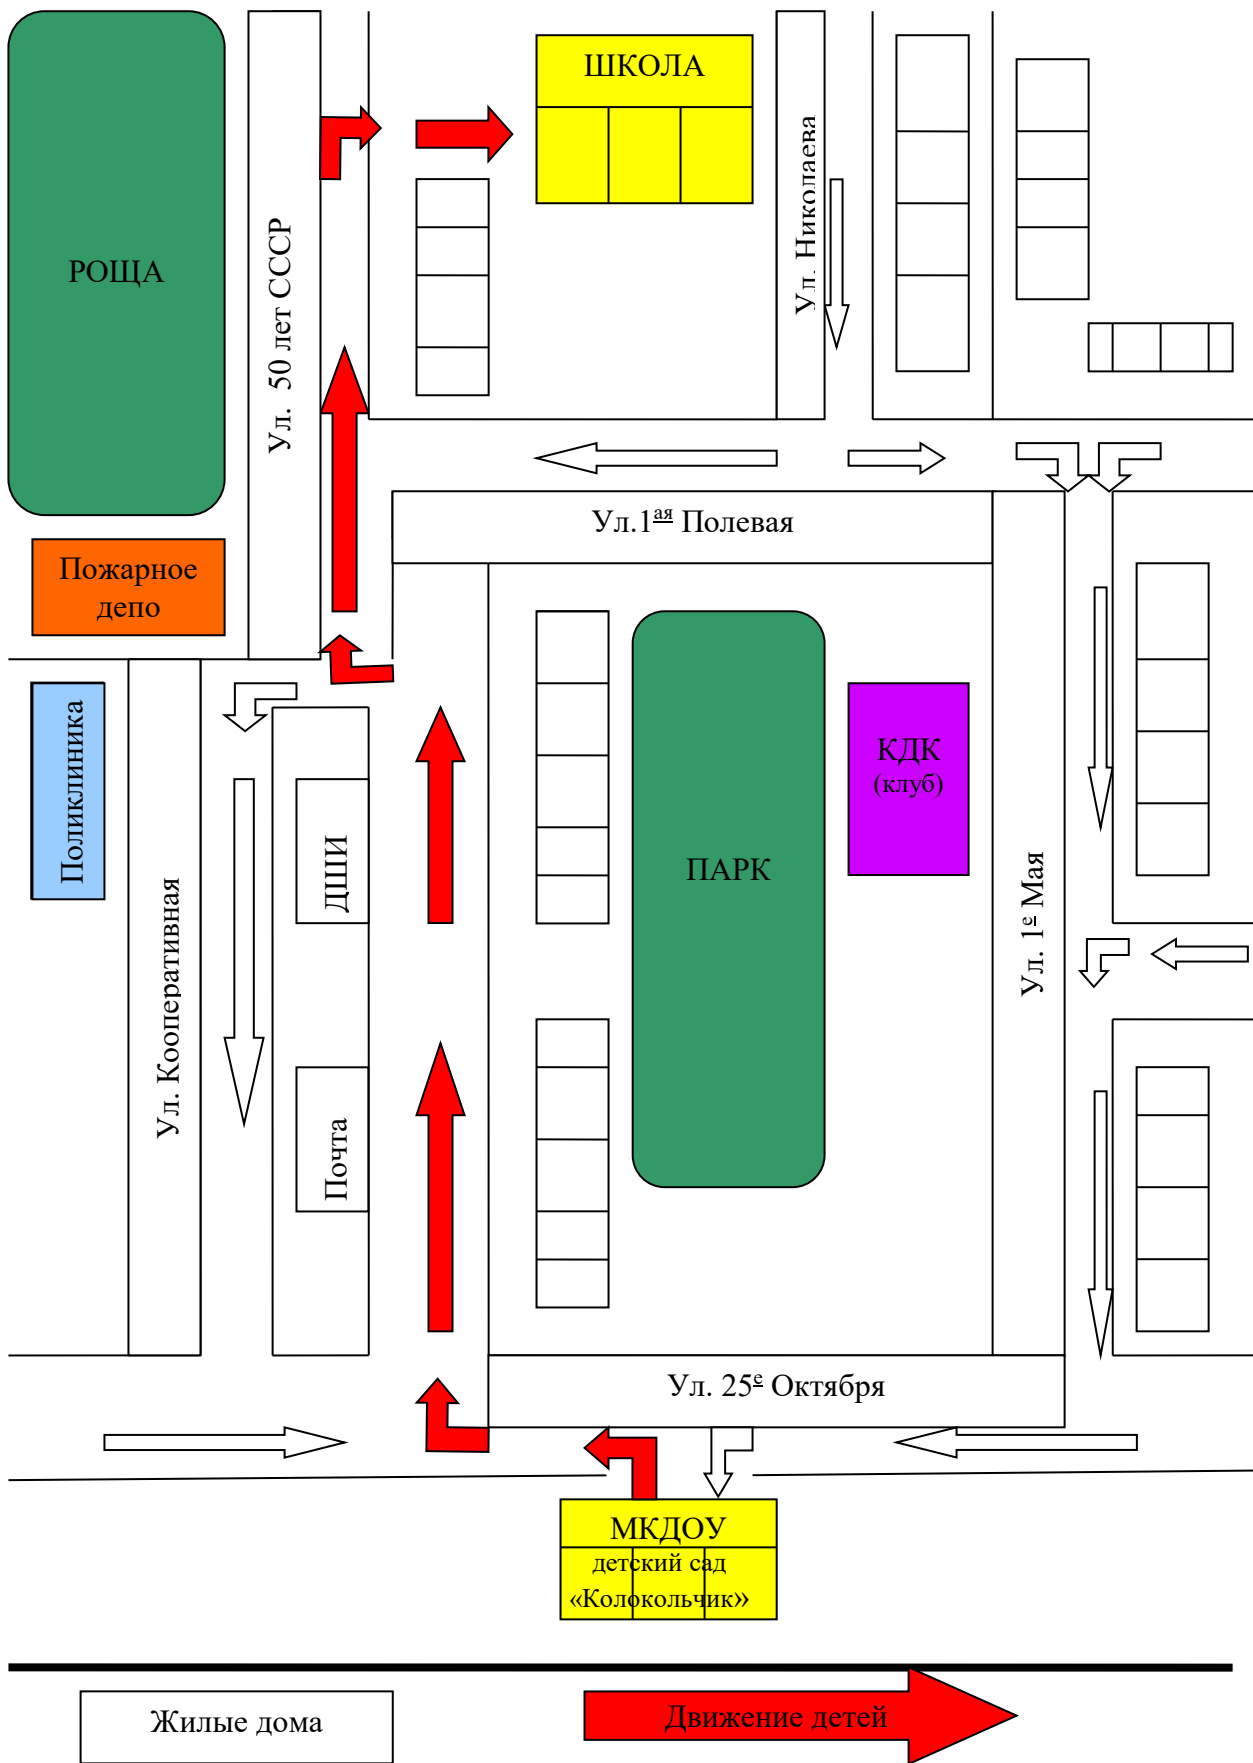 ШКОЛА
РОЩА
Ул. 50 лет СССР
Ул. Николаева
Ул.1ая Полевая
Пожарное
депо
Поликлиника
Ул. Кооперативная
ДШИ
Почта
ПАРК
КДК
(клуб)
Ул. 1е Мая
Ул. 25е Октября
МКДОУ
детский сад
«Колокольчик»
Жилые дома
Движение детей